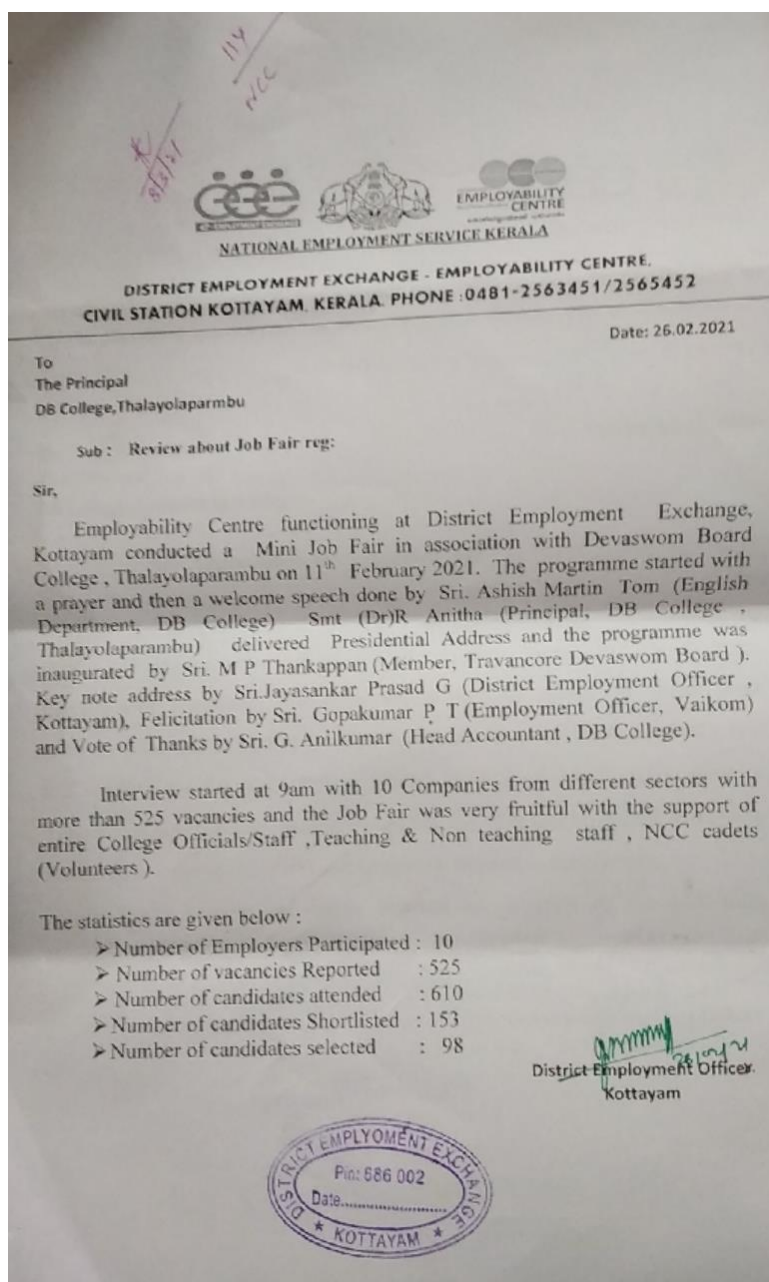 114
NCC
8/3/21
eee
EMPLOYABILITY
CENTRE
NATIONAL EMPLOYMENT SERVICE KERALA
DISTRICT EMPLOYMENT EXCHANGE - EMPLOYABILITY CENTRE,
CIVIL STATION KOTTAYAM, KERALA. PHONE :0481-2563451/2565452
Date: 26.02.2021
To
The Principal
DB College,Thalayolaparmbu
Sub : Review about Job Fair reg:
Sir,
Employability Centre functioning at District Employment Exchange,
Kottayam conducted a Mini Job Fair in association with Devaswom Board
College , Thalayolaparambu on 11th February 2021. The programme started with
a prayer and then a welcome speech done by Sri. Ashish Martin Tom (English
Department, DB College) Smt (Dr)R Anitha (Principal, DB College ,
Thalayolaparambu) delivered Presidential Address and the programme was
inaugurated by Sri. M P Thankappan (Member, Travancore Devaswom Board ).
Key note address by Sri.Jayasankar Prasad G (District Employment Officer ,
Kottayam), Felicitation by Sri. Gopakumar P T (Employment Officer, Vaikom)
and Vote of Thanks by Sri. G. Anilkumar (Head Accountant , DB College).
Interview started at 9am with 10 Companies from different sectors with
more than 525 vacancies and the Job Fair was very fruitful with the support of
entire College Officials/Staff ,Teaching & Non teaching staff , NCC cadets
(Volunteers ).
The statistics are given below :
➢ Number of Employers Participated : 10
➢ Number of vacancies Reported : 525
➢ Number of candidates attended : 610
➢ Number of candidates Shortlisted : 153
➢ Number of candidates selected : 98
26/02/21
District Employment Officer.
Kottayam
DISTRICT EMPLYOMENT EXCHANGE
Pin: 686 002
Date....................
* KOTTAYAM *